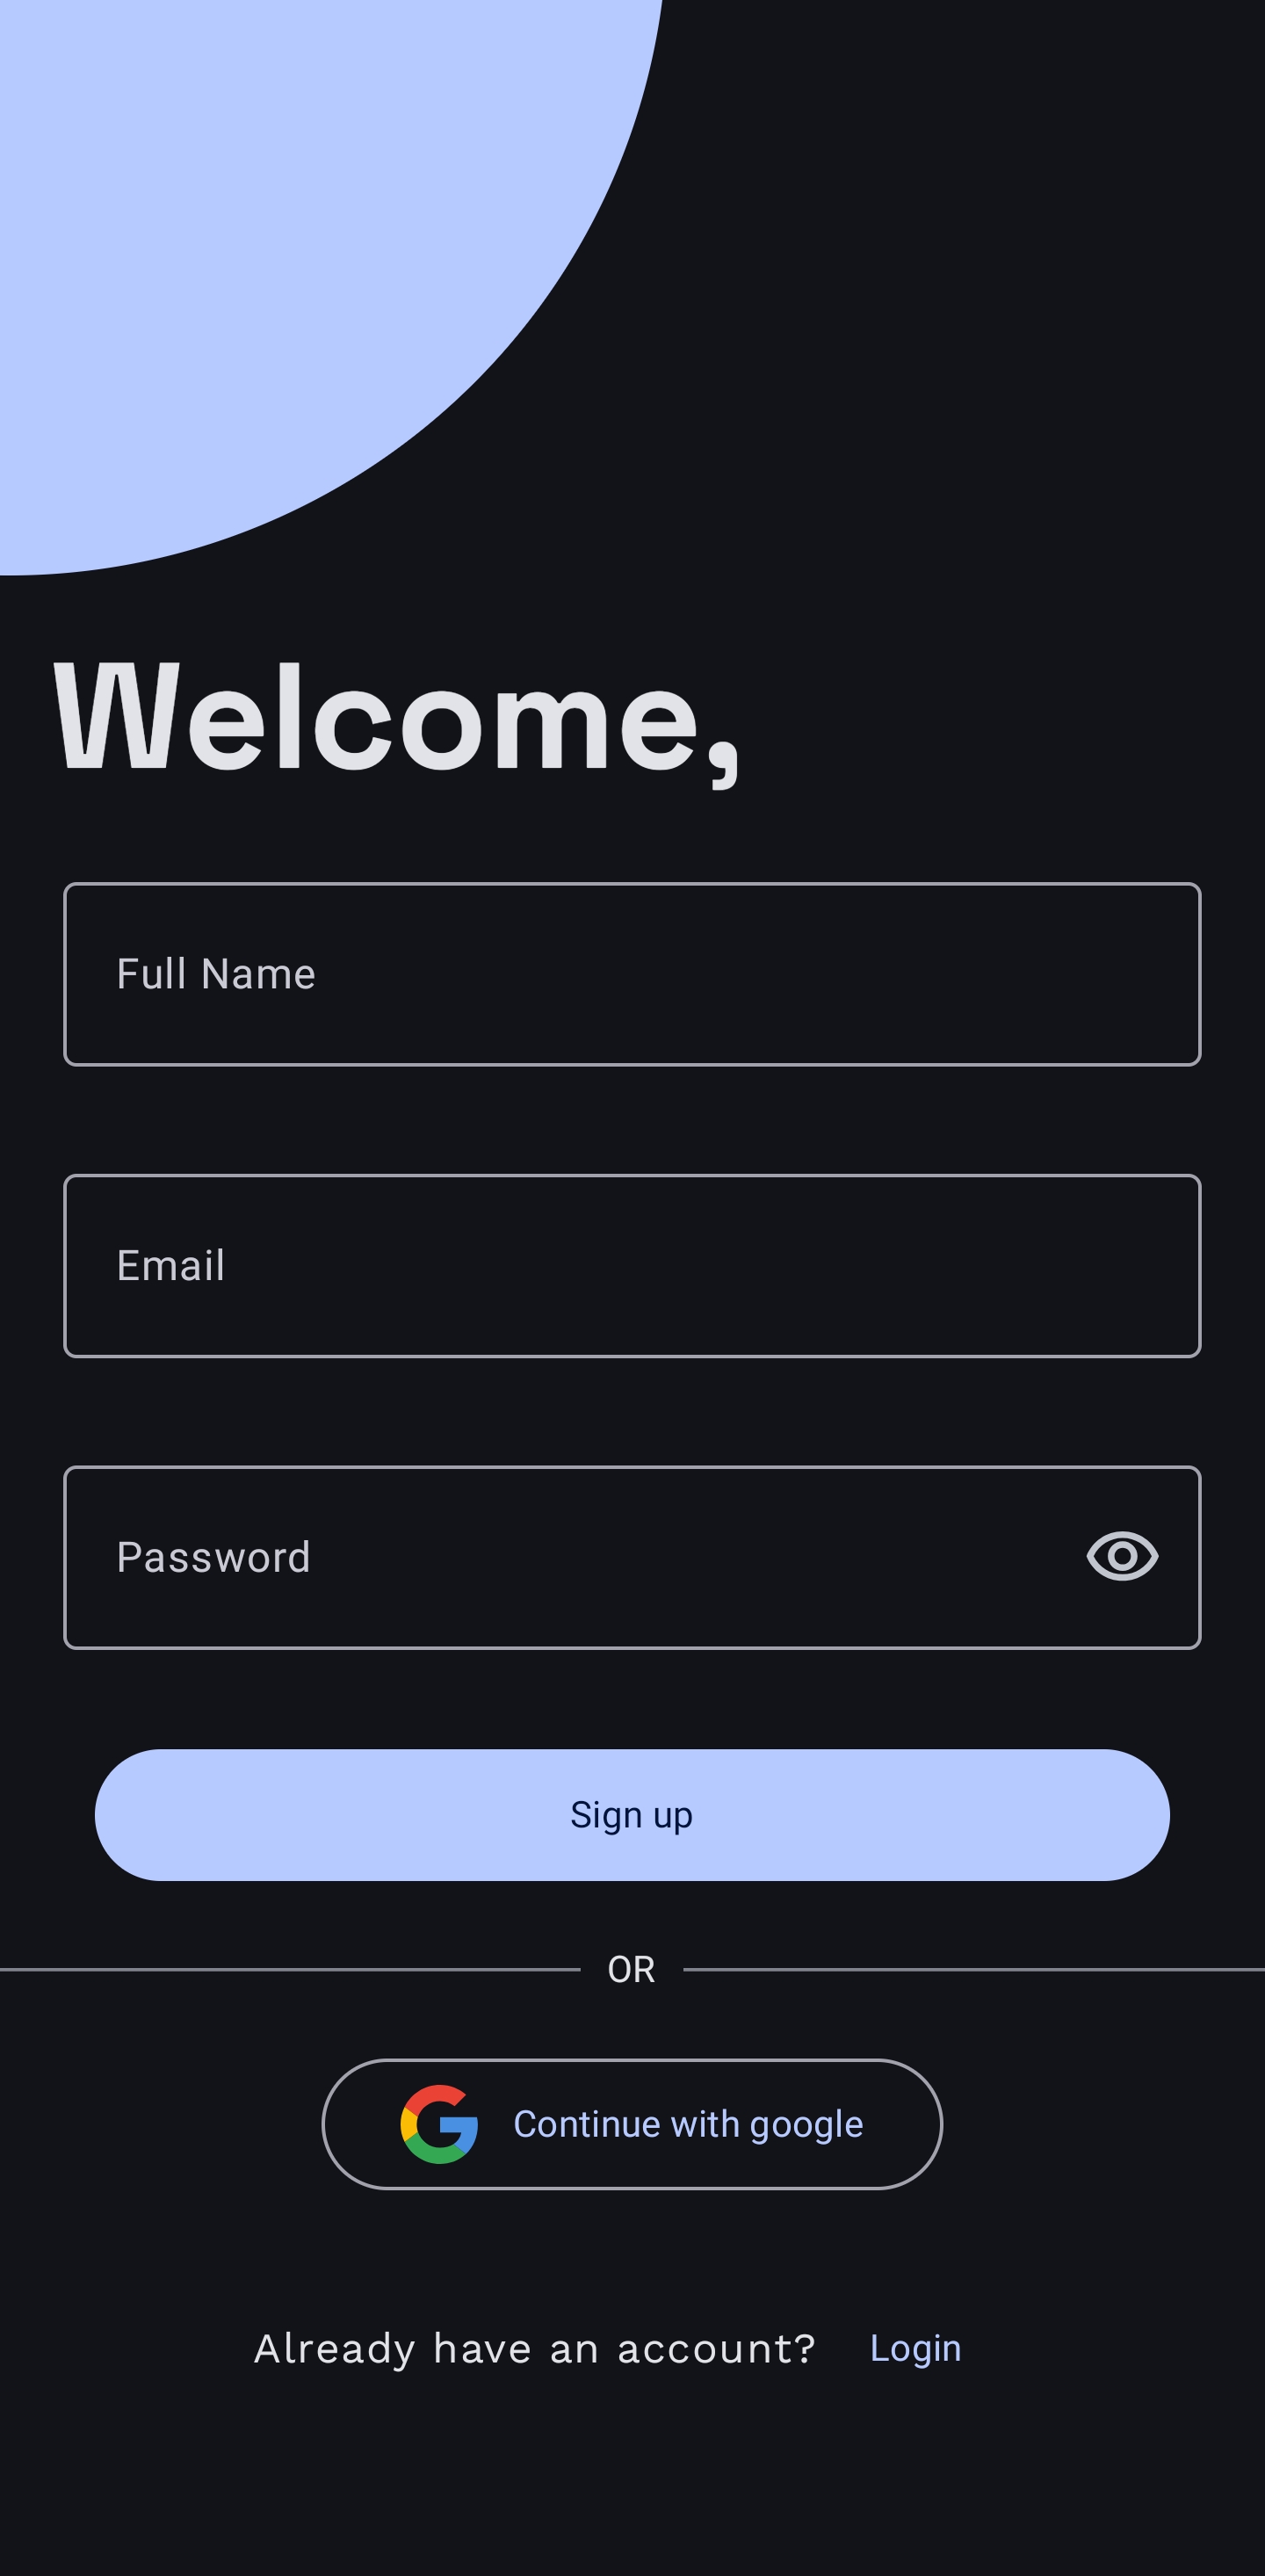 Welcome,
Full Name
Email
Password
Sign up
OR
Continue with google
Already have an account? Login